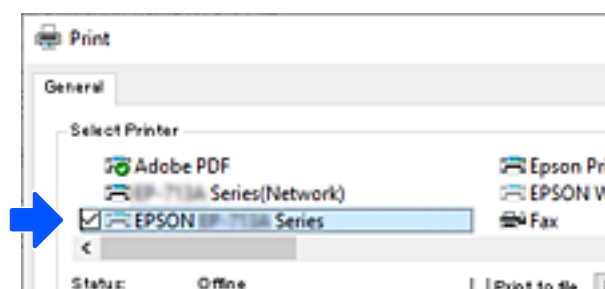 Print
General
Select Printer
Adobe PDF
Epson Pri
Series(Network)
EPSON W
EPSON Series
Fax
Status: Offline
Print to file